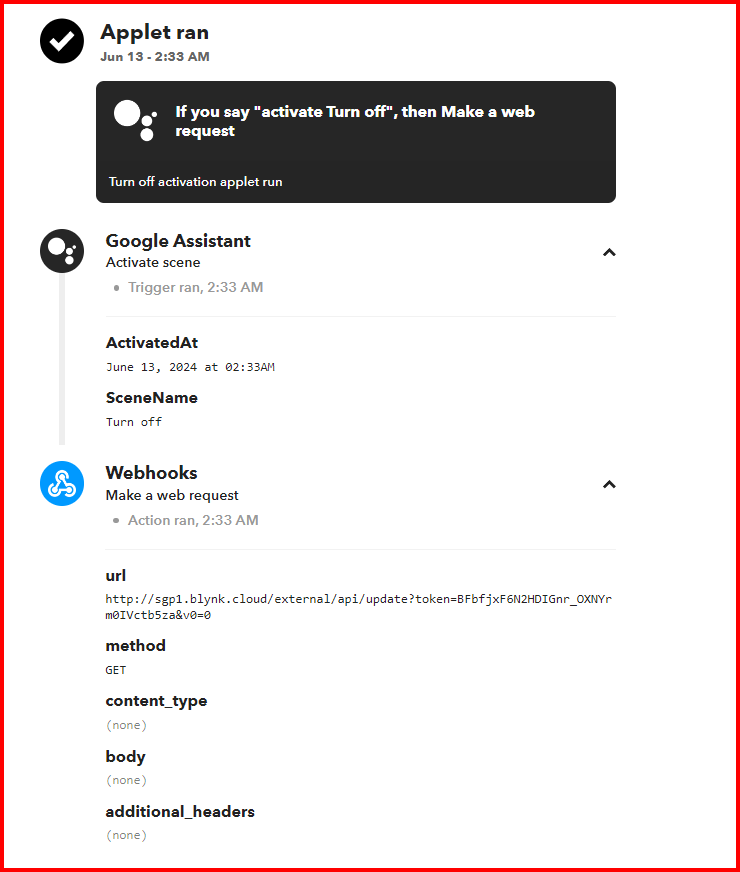 Applet ran
Jun 13 - 2:33 AM
If you say "activate Turn off", then Make a web
request
Turn off activation applet run
Google Assistant
Activate scene
Trigger ran, 2:33 AM
ActivatedAt
June 13, 2024 at 02:33AM
SceneName
Turn off
Webhooks
Make a web request
Action ran, 2:33 AM
url
http://sgp1.blynk.cloud/external/api/update?token=BFbfjxF6N2HDIGnr_OXNYr
m0IVctb5za&v0=0
method
GET
content_type
(none)
body
(none)
additional_headers
(none)